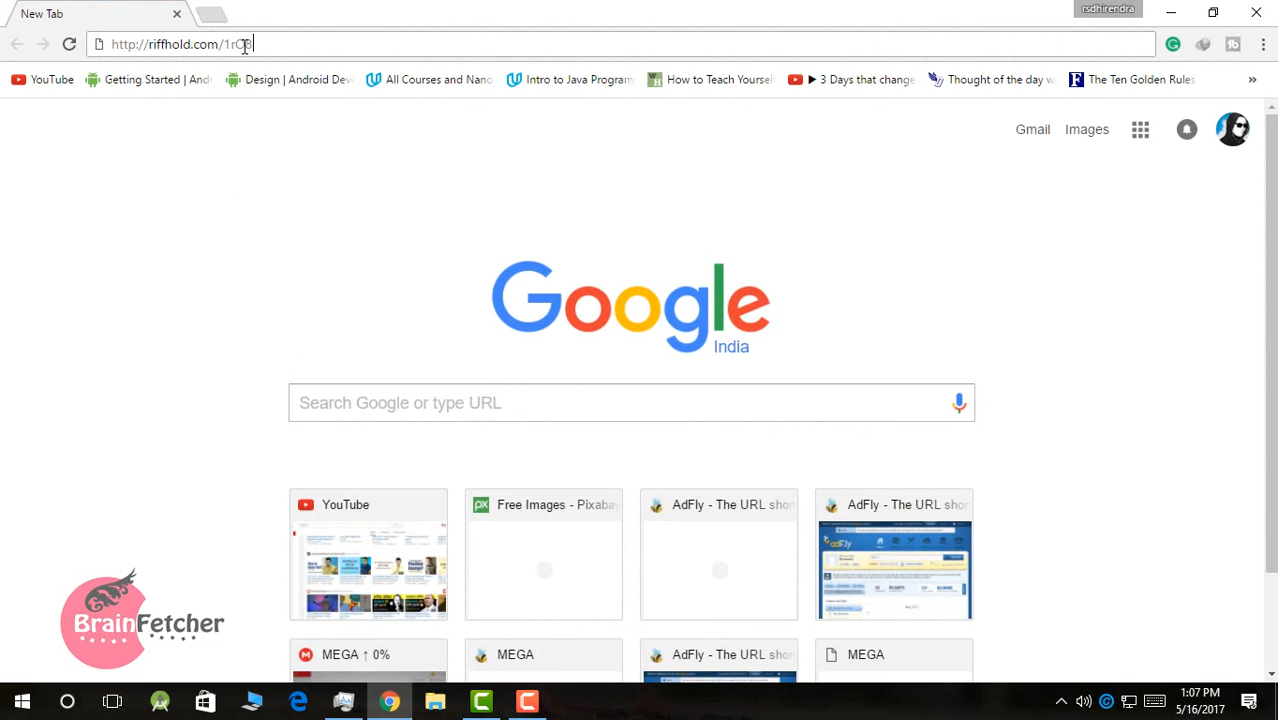 New Tab
rsdhirendra
http://riffhold.com/1rO8
YouTube
Getting Started | Andr
Design | Android Dev
All Courses and Nano
Intro to Java Program
How to Teach Yourself
▶ 3 Days that change
Thought of the day w
The Ten Golden Rules
»
Gmail
Images
Google
India
Search Google or type URL
YouTube
Free Images - Pixabay
AdFly - The URL shor
AdFly - The URL shor
MEGA ↑ 0%
MEGA
AdFly - The URL shor
MEGA
BrainFetcher
1:07 PM
5/16/2017